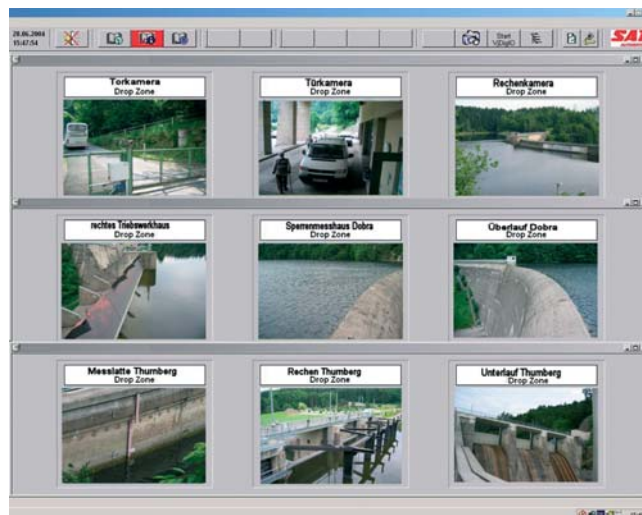 28.06.2004
15:47:54
Start
V/DigiO
SAT
Torkamera
Drop Zone
Türkamera
Drop Zone
Rechenkamera
Drop Zone
rechtes Triebswerkhaus
Drop Zone
Sperrenmesshaus Dobra
Drop Zone
Überlauf Dobra
Drop Zone
Messlatte Thurnberg
Drop Zone
Rechen Thurnberg
Drop Zone
Unterlauf Thurnberg
Drop Zone